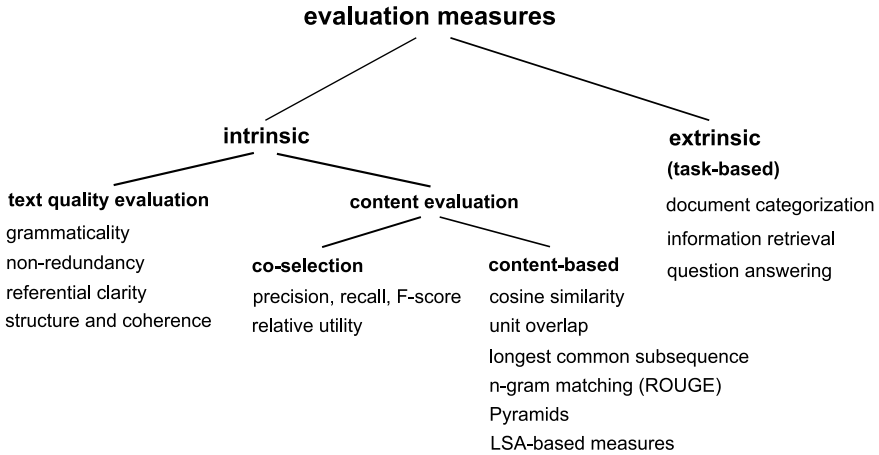 evaluation measures
intrinsic
extrinsic
(task-based)
text quality evaluation
grammaticality
non-redundancy
referential clarity
structure and coherence
content evaluation
co-selection
precision, recall, F-score
relative utility
content-based
cosine similarity
unit overlap
longest common subsequence
n-gram matching (ROUGE)
Pyramids
LSA-based measures
document categorization
information retrieval
question answering